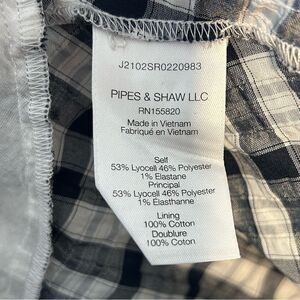 J2102SR0220983
PIPES & SHAW LLC
RN155820
Made in Vietnam
Fabriqué en Vietnam
Self
53% Lyocell 46% Polyester
1% Elastane
Principal
53% Lyocell 46% Polyester
1% Elasthanne
Lining
100% Cotton
Doublure
100% Coton